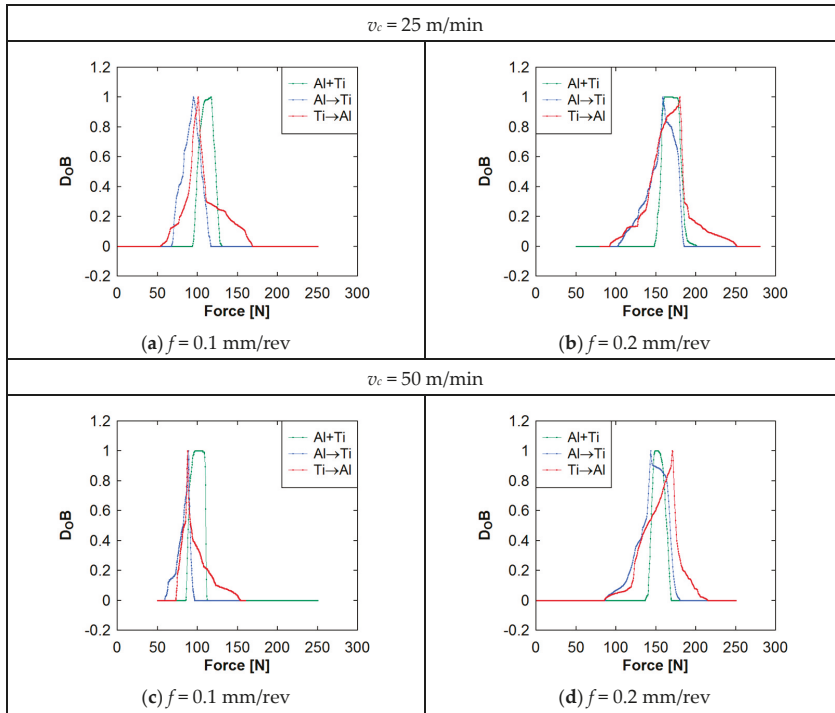 v_c = 25 m/min
1.2
1
0.8
0.6
0.4
0.2
0
-0.2
DoB
Al+Ti
Al→Ti
Ti→Al
0 50 100 150 200 250 300
Force [N]
(a) f = 0.1 mm/rev
1.2
1
0.8
0.6
0.4
0.2
0
-0.2
DoB
Al+Ti
Al→Ti
Ti→Al
0 50 100 150 200 250 300
Force [N]
(b) f = 0.2 mm/rev
v_c = 50 m/min
1.2
1
0.8
0.6
0.4
0.2
0
-0.2
DoB
Al+Ti
Al→Ti
Ti→Al
0 50 100 150 200 250 300
Force [N]
(c) f = 0.1 mm/rev
1.2
1
0.8
0.6
0.4
0.2
0
-0.2
DoB
Al+Ti
Al→Ti
Ti→Al
0 50 100 150 200 250 300
Force [N]
(d) f = 0.2 mm/rev